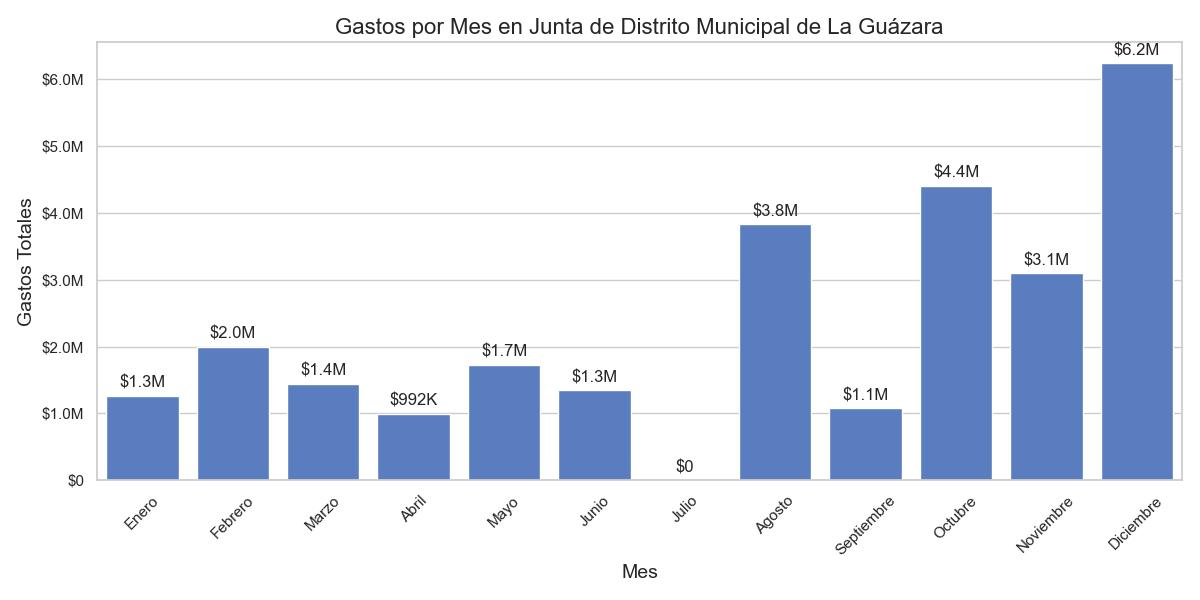 Gastos por Mes en Junta de Distrito Municipal de La Guázara
Gastos Totales
$6.0M
$5.0M
$4.0M
$3.0M
$2.0M
$1.0M
$0
$1.3M
$2.0M
$1.4M
$992K
$1.7M
$1.3M
$0
$3.8M
$1.1M
$4.4M
$3.1M
$6.2M
Enero
Febrero
Marzo
Abril
Mayo
Junio
Julio
Agosto
Septiembre
Octubre
Noviembre
Diciembre
Mes